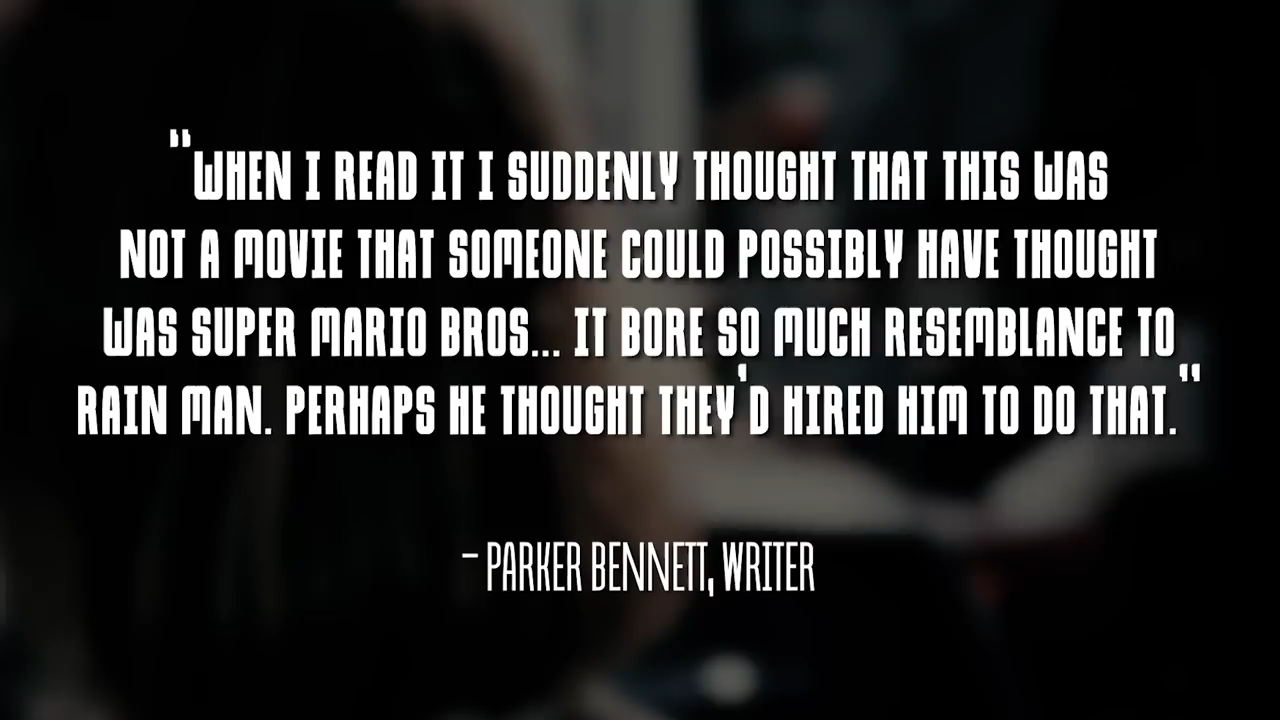 "WHEN I READ IT I SUDDENLY THOUGHT THAT THIS WAS
NOT A MOVIE THAT SOMEONE COULD POSSIBLY HAVE THOUGHT
WAS SUPER MARIO BROS... IT BORE SO MUCH RESEMBLANCE TO
RAIN MAN. PERHAPS HE THOUGHT THEY'D HIRED HIM TO DO THAT."
- PARKER BENNETT, WRITER